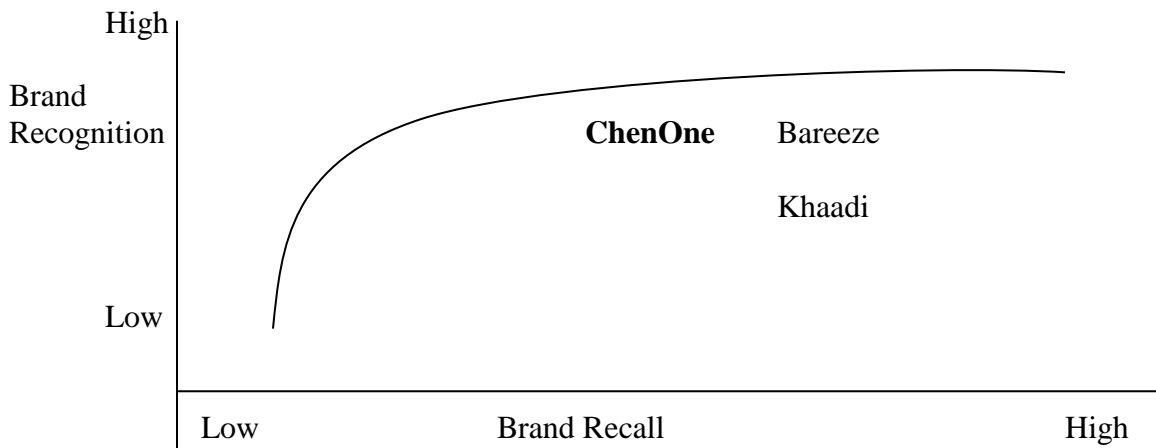 High
Brand
Recognition
ChenOne Bareeze
Khaadi
Low
Low Brand Recall High